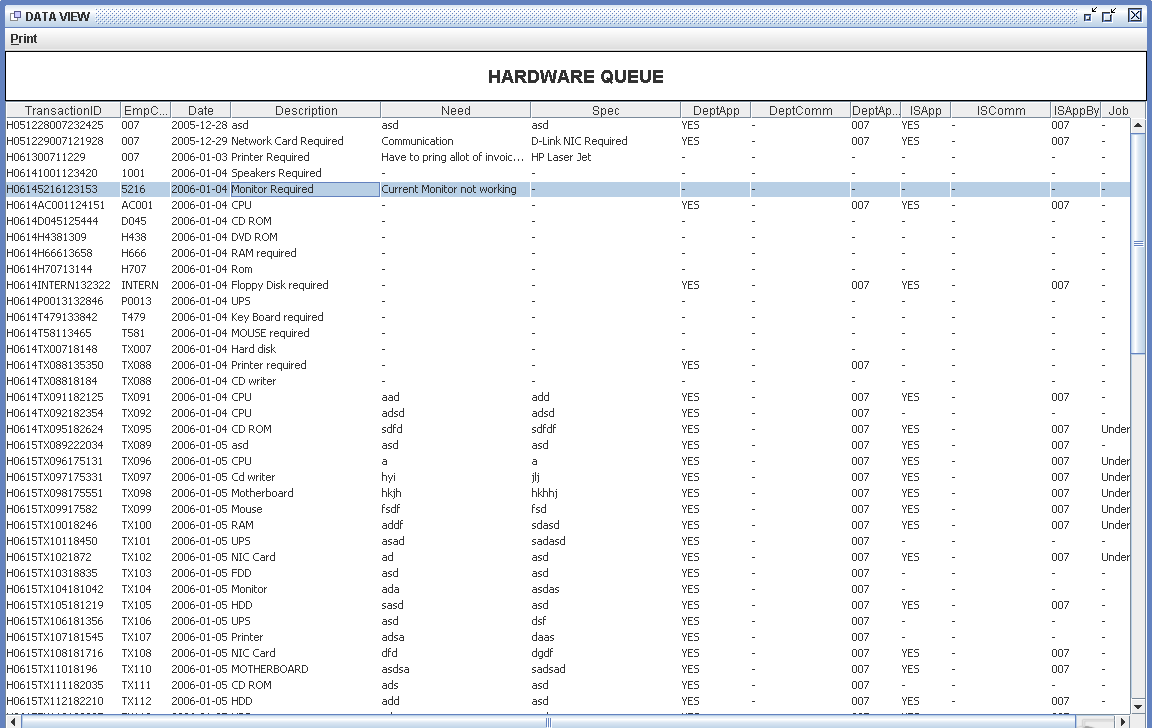 DATA VIEW
Print
HARDWARE QUEUE
TransactionID EmpC... Date Description Need Spec DeptApp DeptComm DeptAp... ISApp ISComm ISAppBy Job
H051228007232425 007 2005-12-28 asd asd asd YES - 007 YES - 007 -
H051229007121928 007 2005-12-29 Network Card Required Communication D-Link NIC Required YES - 007 YES - 007 -
H061300711229 007 2006-01-03 Printer Required Have to pring allot of invoic... HP Laser Jet - - - - - - -
H06141001123420 1001 2006-01-04 Speakers Required - - - - - - - - -
H06145216123153 5216 2006-01-04 Monitor Required Current Monitor not working - - - - - - - -
H0614AC001124151 AC001 2006-01-04 CPU - - YES - 007 YES - 007 -
H0614D045125444 D045 2006-01-04 CD ROM - - - - - - - - -
H0614H4381309 H438 2006-01-04 DVD ROM - - - - - - - - -
H0614H66613658 H666 2006-01-04 RAM required - - - - - - - - -
H0614H70713144 H707 2006-01-04 Rom - - - - - - - - -
H0614INTERN132322 INTERN 2006-01-04 Floppy Disk required - - YES - 007 YES - 007 -
H0614P0013132846 P0013 2006-01-04 UPS - - - - - - - - -
H0614T479133842 T479 2006-01-04 Key Board required - - - - - - - - -
H0614T58113465 T581 2006-01-04 MOUSE required - - - - - - - - -
H0614TX00718148 TX007 2006-01-04 Hard disk - - - - - - - - -
H0614TX088135350 TX088 2006-01-04 Printer required - - YES - 007 - - - -
H0614TX08818184 TX088 2006-01-04 CD writer - - - - - - - - -
H0614TX091182125 TX091 2006-01-04 CPU aad add YES - 007 YES - 007 -
H0614TX092182354 TX092 2006-01-04 CPU adsd adsd YES - 007 - - - -
H0614TX095182624 TX095 2006-01-04 CD ROM sdfd sdfdf YES - 007 YES - 007 Under
H0615TX089222034 TX089 2006-01-05 asd asd asd YES - 007 YES - 007 -
H0615TX096175131 TX096 2006-01-05 CPU a a YES - 007 YES - 007 Under
H0615TX097175331 TX097 2006-01-05 Cd writer hyi jlj YES - 007 YES - 007 Under
H0615TX098175551 TX098 2006-01-05 Motherboard hkjh hkhhj YES - 007 YES - 007 Under
H0615TX09917582 TX099 2006-01-05 Mouse fsdf fsd YES - 007 YES - 007 Under
H0615TX10018246 TX100 2006-01-05 RAM addf sdasd YES - 007 YES - 007 Under
H0615TX10118450 TX101 2006-01-05 UPS asad sadasd YES - 007 - - - -
H0615TX1021872 TX102 2006-01-05 NIC Card ad asd YES - 007 YES - 007 Under
H0615TX10318835 TX103 2006-01-05 FDD asd asd YES - 007 - - - -
H0615TX104181042 TX104 2006-01-05 Monitor ada asdas YES - 007 - - - -
H0615TX105181219 TX105 2006-01-05 HDD sasd asd YES - 007 YES - 007 -
H0615TX106181356 TX106 2006-01-05 UPS asd dsf YES - 007 - - - -
H0615TX107181545 TX107 2006-01-05 Printer adsa daas YES - 007 - - - -
H0615TX108181716 TX108 2006-01-05 NIC Card dfd dgdf YES - 007 YES - 007 -
H0615TX11018196 TX110 2006-01-05 MOTHERBOARD asdsa sadsad YES - 007 YES - 007 -
H0615TX111182035 TX111 2006-01-05 CD ROM ads asd YES - 007 - - - -
H0615TX112182210 TX112 2006-01-05 HDD add asd YES - 007 YES - 007 -